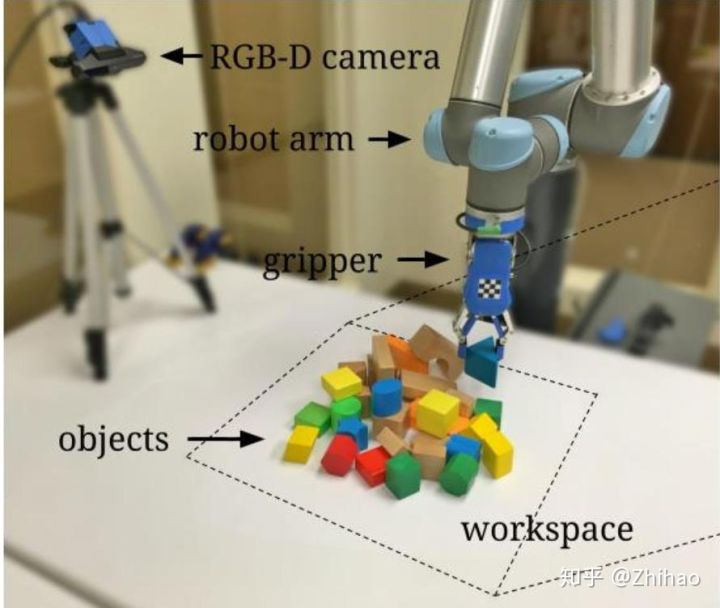 RGB-D camera
robot arm
gripper
objects
workspace
知乎 @Zhihao